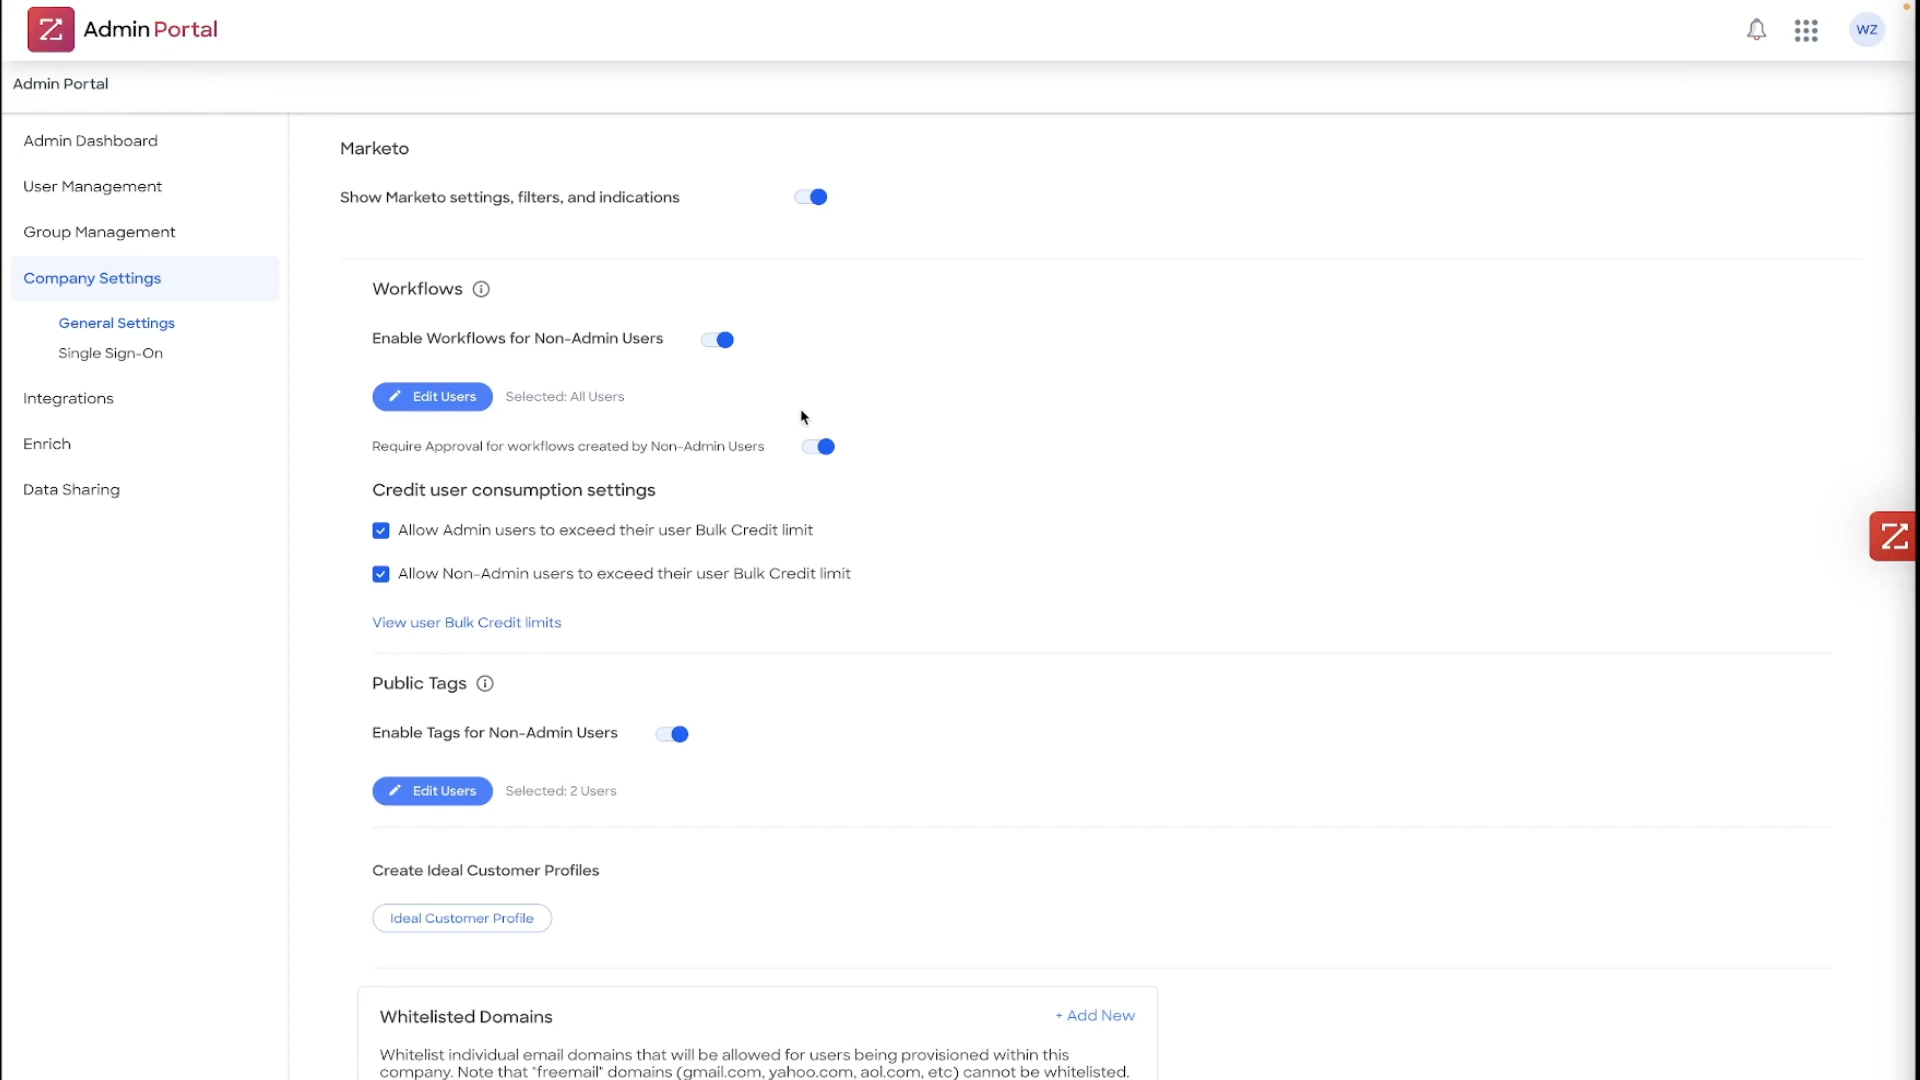 Admin Portal
WZ
Admin Portal
Admin Dashboard
User Management
Group Management
Company Settings
General Settings
Single Sign-On
Integrations
Enrich
Data Sharing
Marketo
Show Marketo settings, filters, and indications
Workflows
Enable Workflows for Non-Admin Users
Edit Users Selected: All Users
Require Approval for workflows created by Non-Admin Users
Credit user consumption settings
Allow Admin users to exceed their user Bulk Credit limit
Allow Non-Admin users to exceed their user Bulk Credit limit
View user Bulk Credit limits
Public Tags
Enable Tags for Non-Admin Users
Edit Users Selected: 2 Users
Create Ideal Customer Profiles
Ideal Customer Profile
Whitelisted Domains + Add New
Whitelist individual email domains that will be allowed for users being provisioned within this
company. Note that "freemail" domains (gmail.com, yahoo.com, aol.com, etc) cannot be whitelisted.